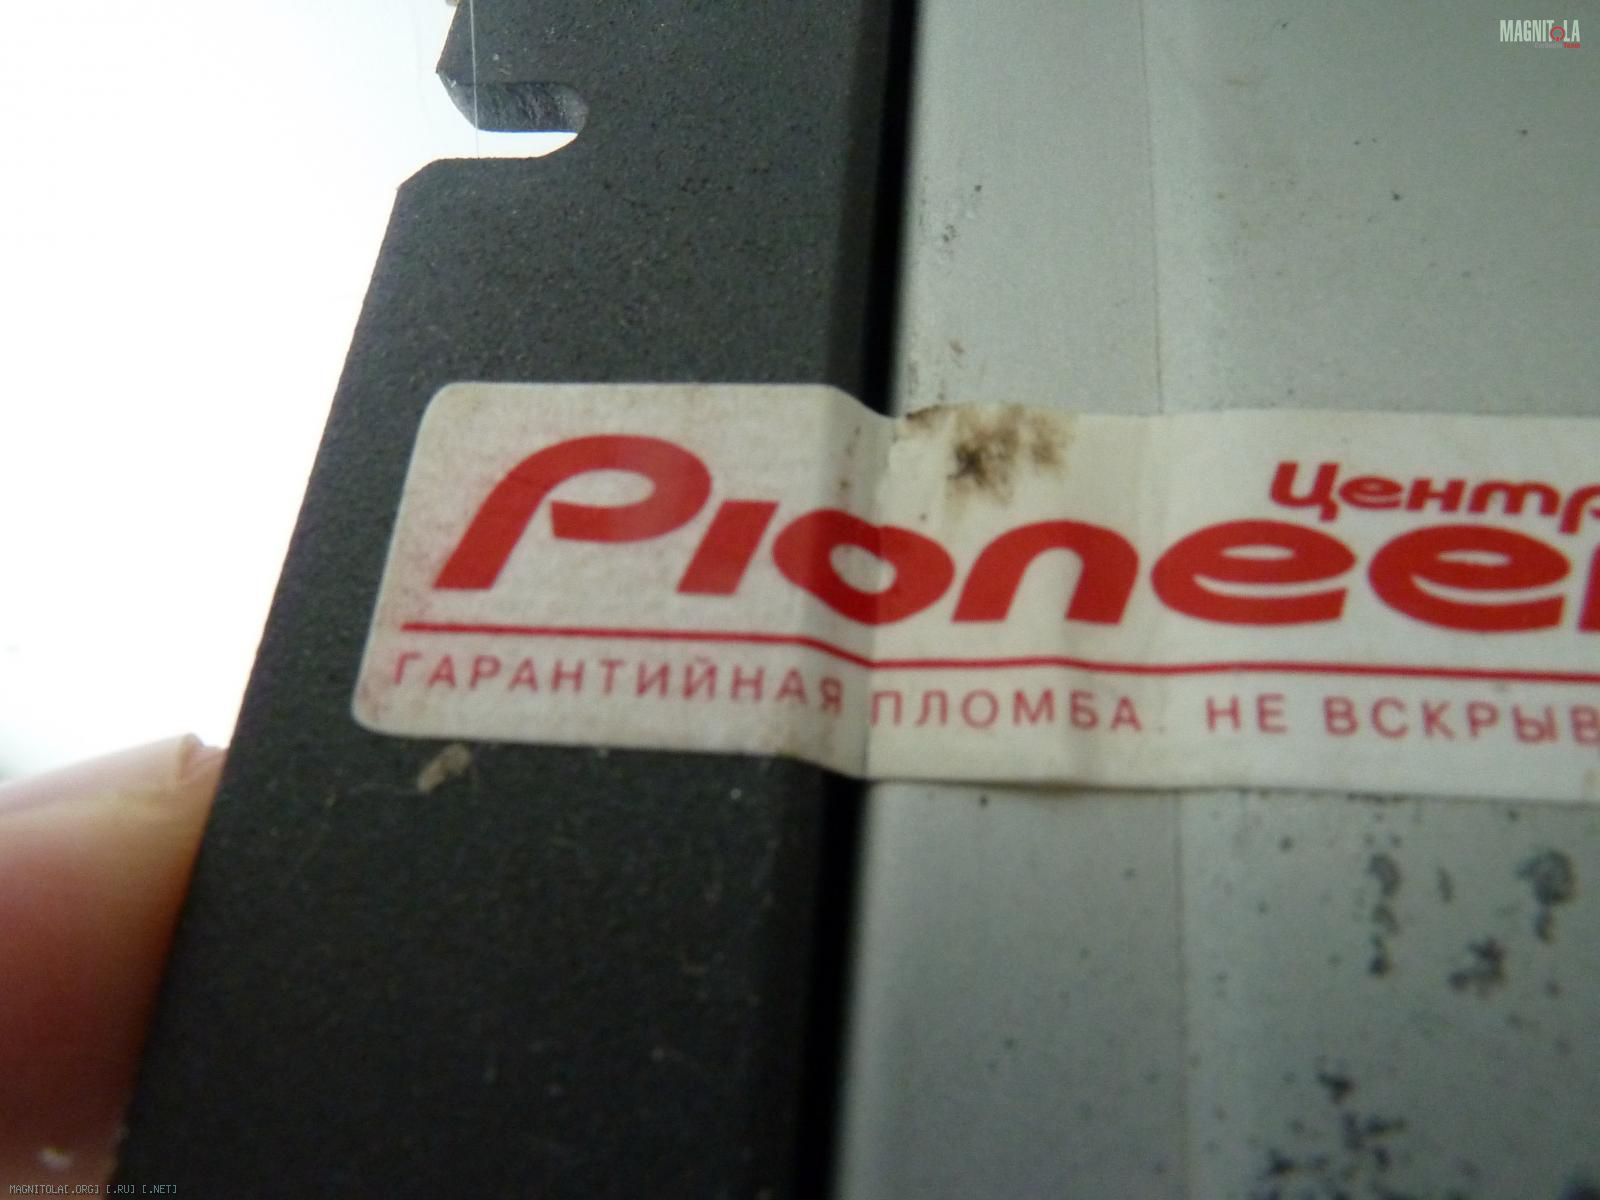 MAGNITOLA
Центр
Pioneer
ГАРАНТИЙНАЯ ПЛОМБА. НЕ ВСКРЫВ
MAGNITOLA[.ORG] [.RU] [.NET]